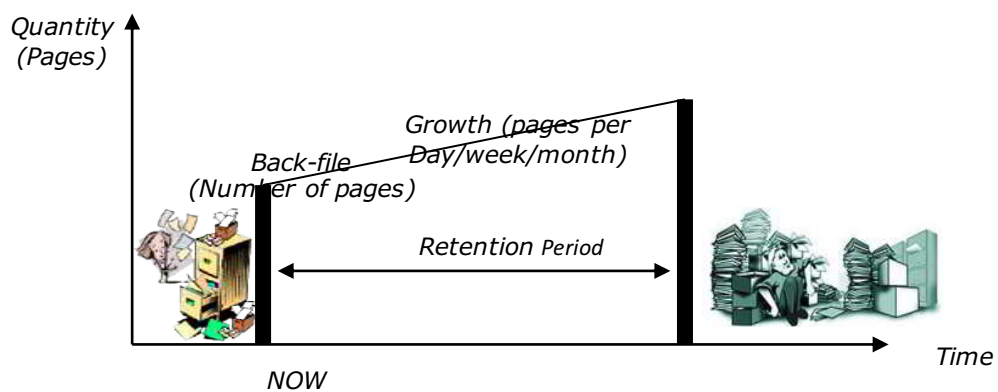 Quantity
(Pages)
Growth (pages per
Day/week/month)
Back-file
(Number of pages)
Retention Period
Time
NOW